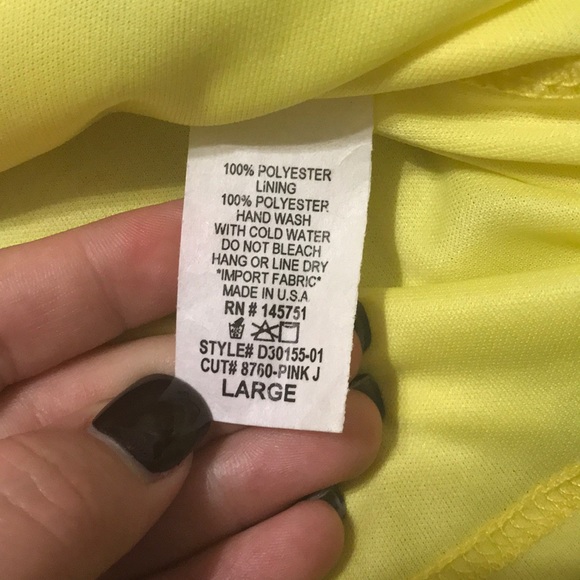 100% POLYESTER
LINING
100% POLYESTER
HAND WASH
WITH COLD WATER
DO NOT BLEACH
HANG OR LINE DRY
*IMPORT FABRIC*
MADE IN U.S.A
RN # 145751
STYLE# D30155-01
CUT# 8760-PINK J
LARGE